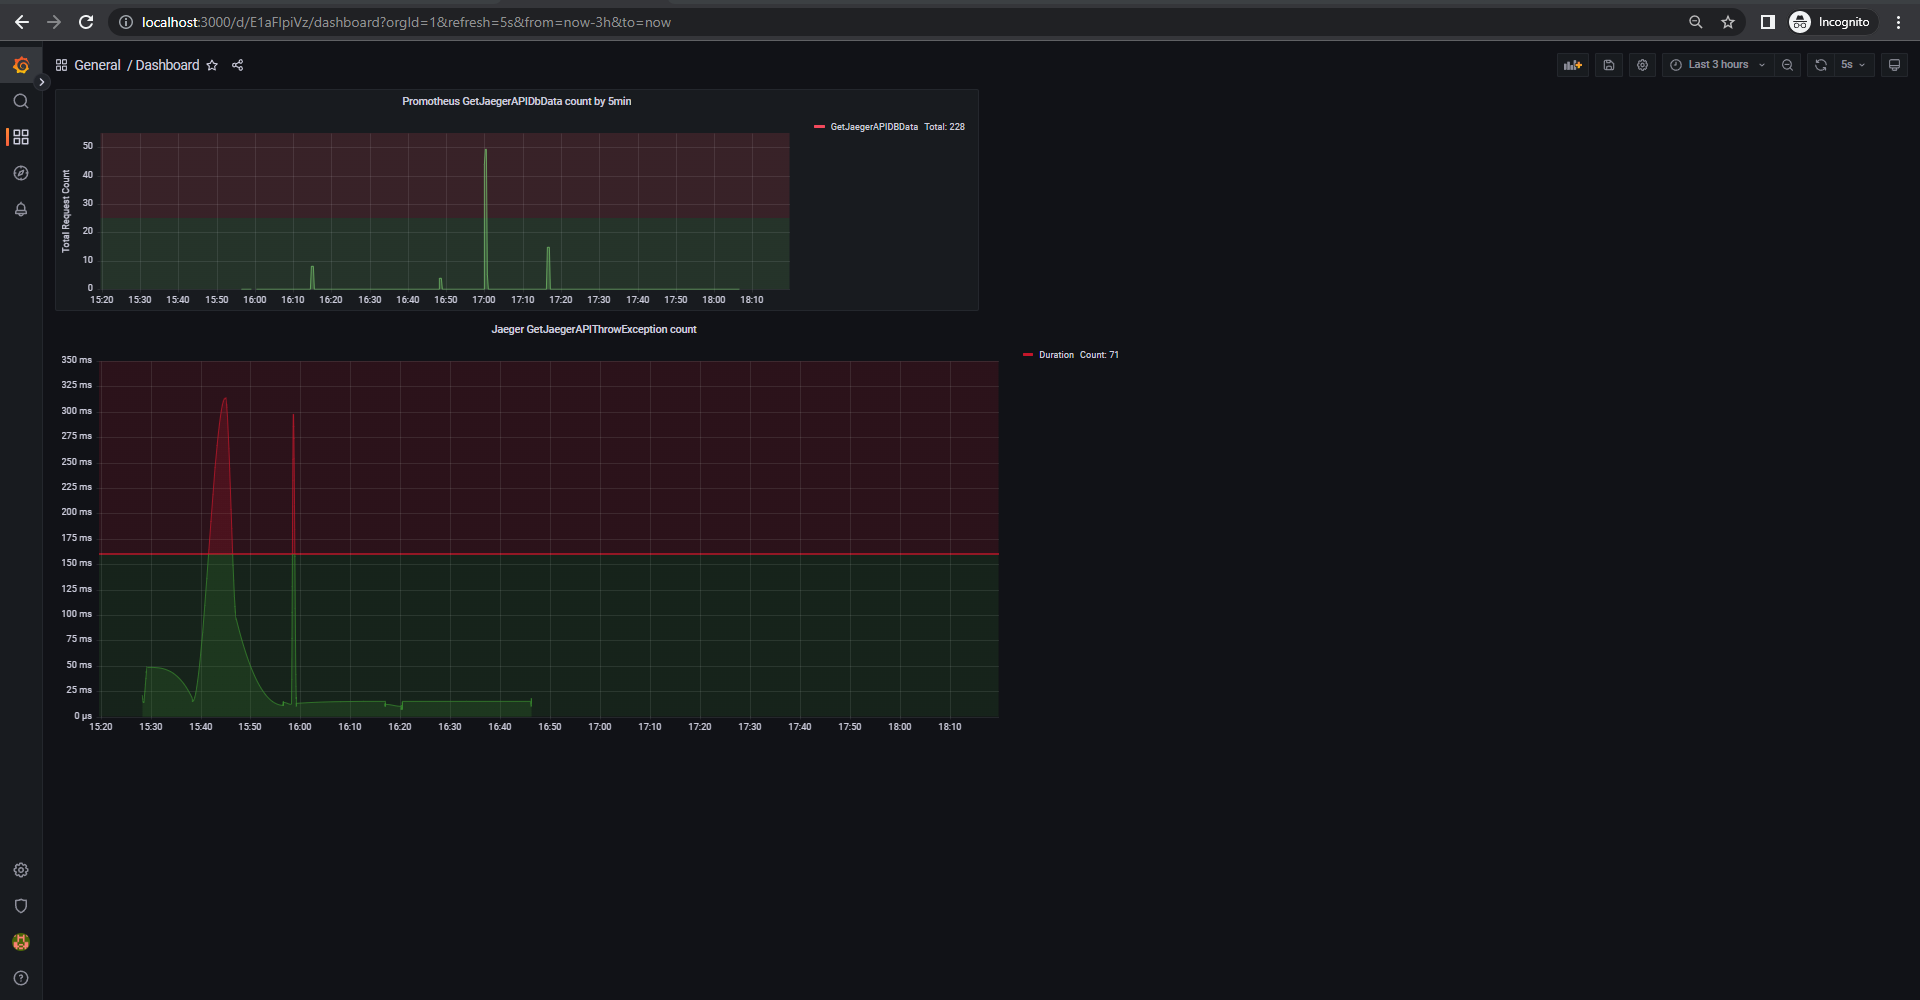 localhost:3000/d/E1aFlpiVz/dashboard?orgId=1&refresh=5s&from=now-3h&to=now
Incognito
General / Dashboard
Last 3 hours
5s
Promotheus GetJaegerAPIDbData count by 5min
GetJaegerAPIDBData Total: 228
Total Request Count
50
40
30
20
10
0
15:20 15:30 15:40 15:50 16:00 16:10 16:20 16:30 16:40 16:50 17:00 17:10 17:20 17:30 17:40 17:50 18:00 18:10
Jaeger GetJaegerAPIThrowException count
Duration Count: 71
350 ms
325 ms
300 ms
275 ms
250 ms
225 ms
200 ms
175 ms
150 ms
125 ms
100 ms
75 ms
50 ms
25 ms
0 µs
15:20 15:30 15:40 15:50 16:00 16:10 16:20 16:30 16:40 16:50 17:00 17:10 17:20 17:30 17:40 17:50 18:00 18:10